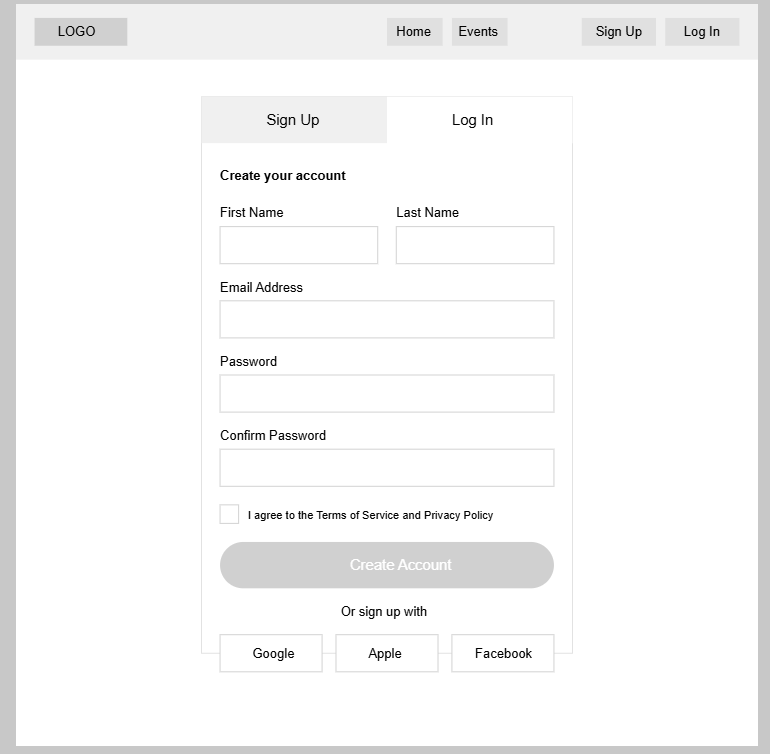 LOGO Home Events Sign Up Log In
Sign Up Log In
Create your account
First Name Last Name
Email Address
Password
Confirm Password
I agree to the Terms of Service and Privacy Policy
Create Account
Or sign up with
Google Apple Facebook